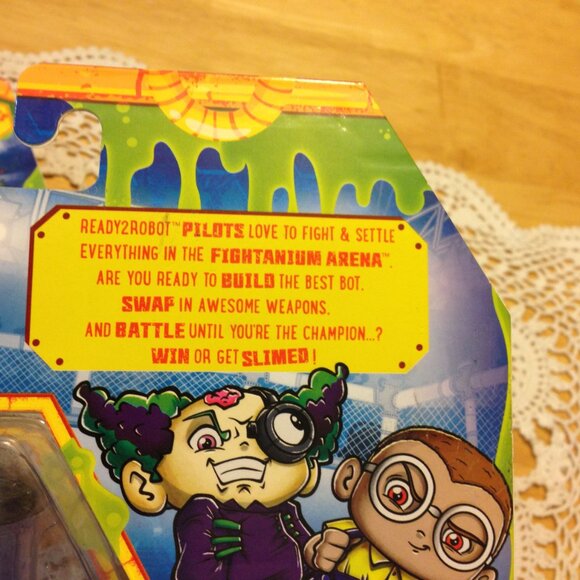 READY2ROBOT™ PILOTS LOVE TO FIGHT & SETTLE
EVERYTHING IN THE FIGHTANIUM ARENA™.
ARE YOU READY TO BUILD THE BEST BOT,
SWAP IN AWESOME WEAPONS,
AND BATTLE UNTIL YOU'RE THE CHAMPION...?
WIN OR GET SLIMED!